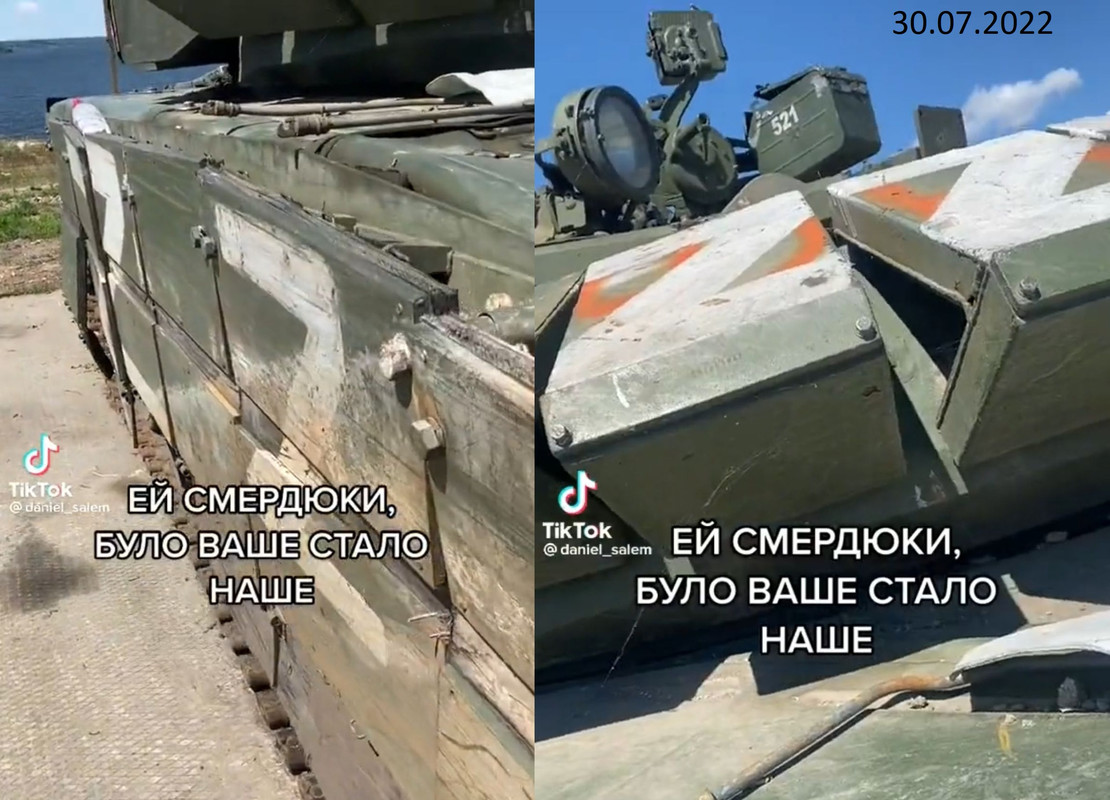 ЕЙ СМЕРДЮКИ,
БУЛО ВАШЕ СТАЛО
НАШЕ
TikTok
@daniel_salem
30.07.2022
521
ЕЙ СМЕРДЮКИ,
БУЛО ВАШЕ СТАЛО
НАШЕ
TikTok
@daniel_salem